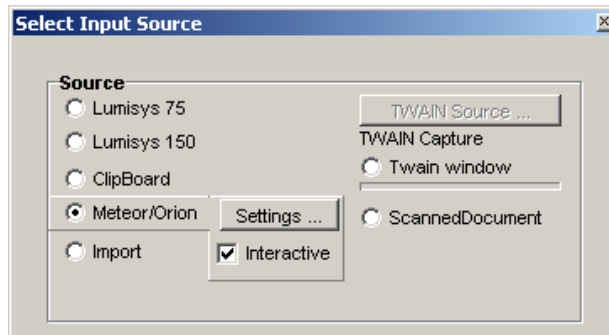 Select Input Source
Source
Lumisys 75
TWAIN Source ...
Lumisys 150
TWAIN Capture
ClipBoard
Twain window
Meteor/Orion
Settings ...
ScannedDocument
Import
Interactive